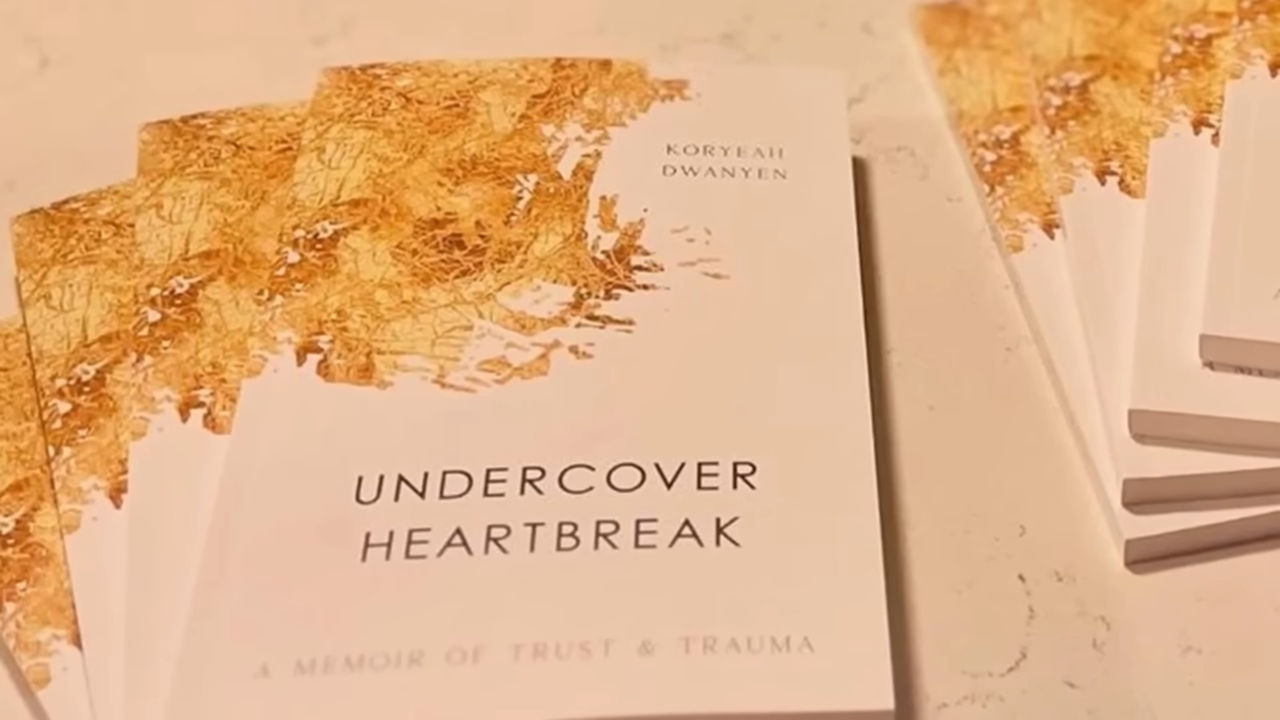 KORYEAH
DWANYEN
UNDERCOVER
HEARTBREAK
A MEMOIR OF TRUST & TRAUMA